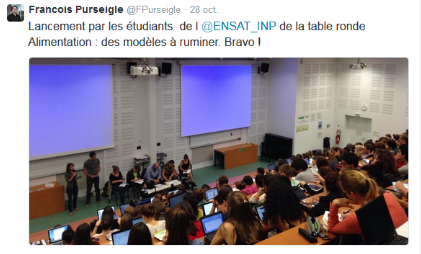 Francois Purseigle @FPurseigle · 28 oct.
Lancement par les étudiants de l @ENSAT_INP de la table ronde
Alimentation : des modèles à ruminer. Bravo !